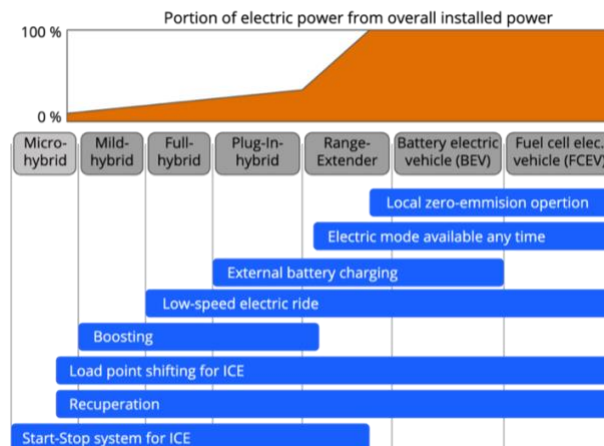 Portion of electric power from overall installed power
100 %
0 %
Micro-
hybrid
Mild-
hybrid
Full-
hybrid
Plug-In-
hybrid
Range-
Extender
Battery electric
vehicle (BEV)
Fuel cell elec.
vehicle (FCEV)
Local zero-emmision opertion
Electric mode available any time
External battery charging
Low-speed electric ride
Boosting
Load point shifting for ICE
Recuperation
Start-Stop system for ICE